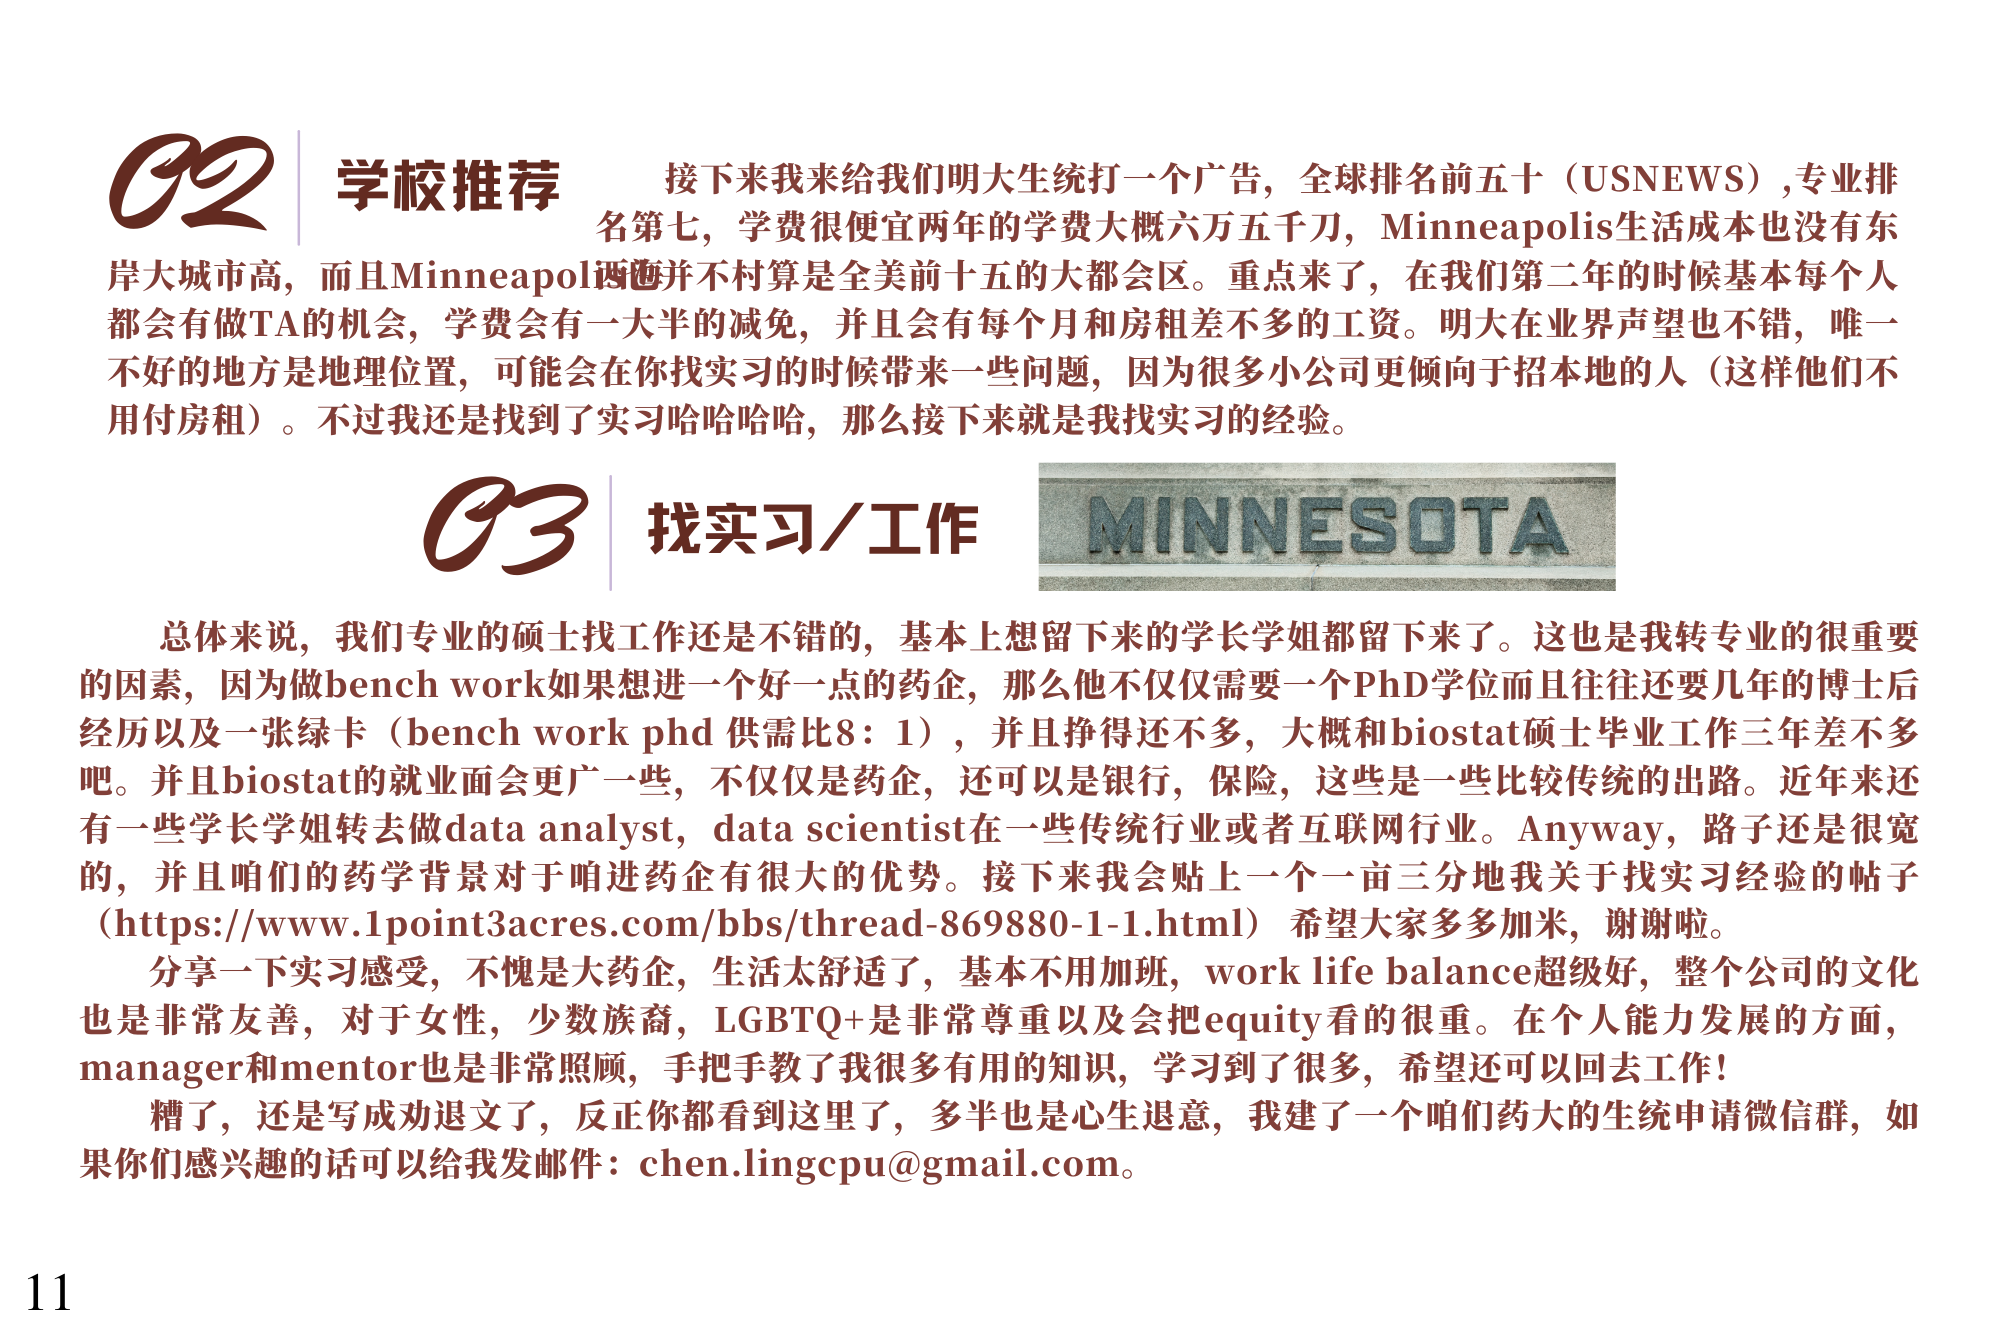 02
学校推荐
接下来我来给我们明大生统打一个广告，全球排名前五十（USNEWS）,专业排
名第七，学费很便宜两年的学费大概六万五千刀，Minneapolis生活成本也没有东
西海
岸大城市高，而且Minneapolis也并不村算是全美前十五的大都会区。重点来了，在我们第二年的时候基本每个人
都会有做TA的机会，学费会有一大半的减免，并且会有每个月和房租差不多的工资。明大在业界声望也不错，唯一
不好的地方是地理位置，可能会在你找实习的时候带来一些问题，因为很多小公司更倾向于招本地的人（这样他们不
用付房租）。不过我还是找到了实习哈哈哈哈，那么接下来就是我找实习的经验。
03
找实习/工作
MINNESOTA
总体来说，我们专业的硕士找工作还是不错的，基本上想留下来的学长学姐都留下来了。这也是我转专业的很重要
的因素，因为做bench work如果想进一个好一点的药企，那么他不仅仅需要一个PhD学位而且往往还要几年的博士后
经历以及一张绿卡（bench work phd 供需比8：1），并且挣得还不多，大概和biostat硕士毕业工作三年差不多
吧。并且biostat的就业面会更广一些，不仅仅是药企，还可以是银行，保险，这些是一些比较传统的出路。近年来还
有一些学长学姐转去做data analyst，data scientist在一些传统行业或者互联网行业。Anyway，路子还是很宽
的，并且咱们的药学背景对于咱进药企有很大的优势。接下来我会贴上一个一亩三分地我关于找实习经验的帖子
（https://www.1point3acres.com/bbs/thread-869880-1-1.html） 希望大家多多加米，谢谢啦。
分享一下实习感受，不愧是大药企，生活太舒适了，基本不用加班，work life balance超级好，整个公司的文化
也是非常友善，对于女性，少数族裔，LGBTQ+是非常尊重以及会把equity看的很重。在个人能力发展的方面，
manager和mentor也是非常照顾，手把手教了我很多有用的知识，学习到了很多，希望还可以回去工作！
糟了，还是写成劝退文了，反正你都看到这里了，多半也是心生退意，我建了一个咱们药大的生统申请微信群，如
果你们感兴趣的话可以给我发邮件：chen.lingcpu@gmail.com。
11